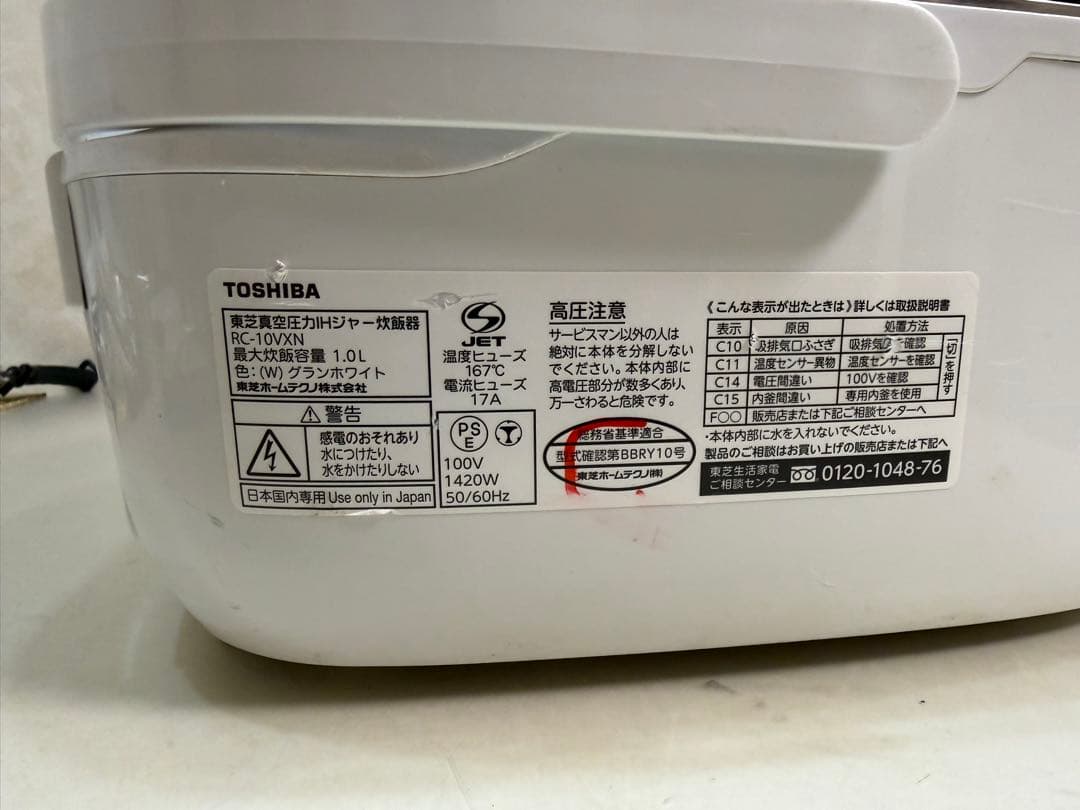 TOSHIBA
東芝真空圧力IHジャー炊飯器
RC-10VXN
最大炊飯容量 1.0L
色:(W) グランホワイト
東芝ホームテクノ株式会社
⚠警告
感電のおそれあり
水につけたり、
水をかけたりしない
日本国内専用 Use only in Japan
JET
温度ヒューズ
167℃
電流ヒューズ
17A
PS
E
100V
1420W
50/60Hz
高圧注意
サービスマン以外の人は
絶対に本体を分解しない
でください。本体内部に
高電圧部分が数多くあり、
万一さわると危険です。
総務省基準適合
型式確認第BBRY10号
東芝ホームテクノ(株)
《こんな表示が出たときは》詳しくは取扱説明書
表示 原因 処置方法
C10 吸排気口ふさぎ 吸排気口を確認
C11 温度センサー異物 温度センサーを確認
C14 電圧間違い 100Vを確認
C15 内釜間違い 専用内釜を使用
F○○ 販売店または下記ご相談センターへ
切を押す
・本体内部に水を入れないでください。
製品のご相談はお買い上げの販売店または下記へ
東芝生活家電
ご相談センター 0120-1048-76